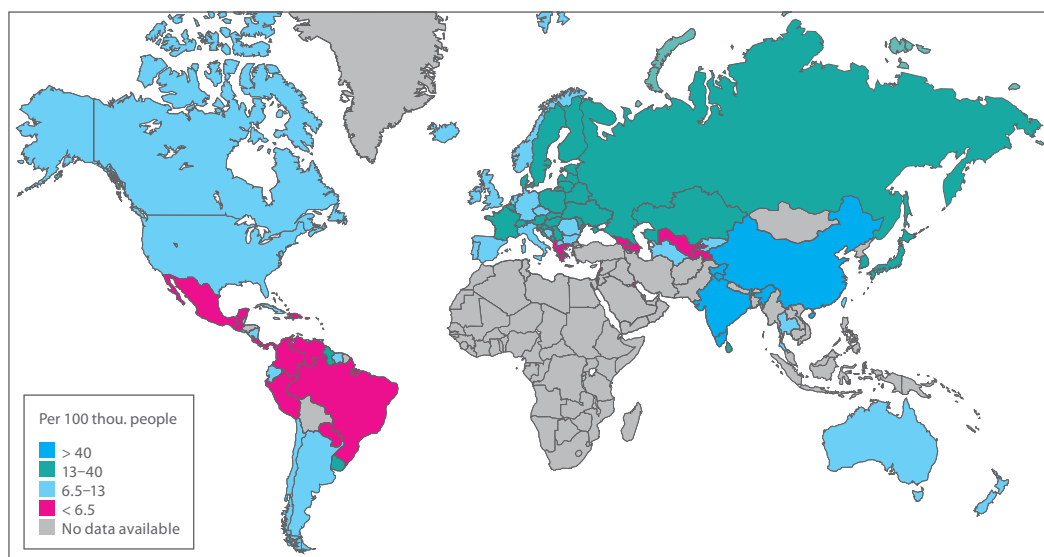 Per 100 thou. people
> 40
13–40
6.5–13
< 6.5
No data available